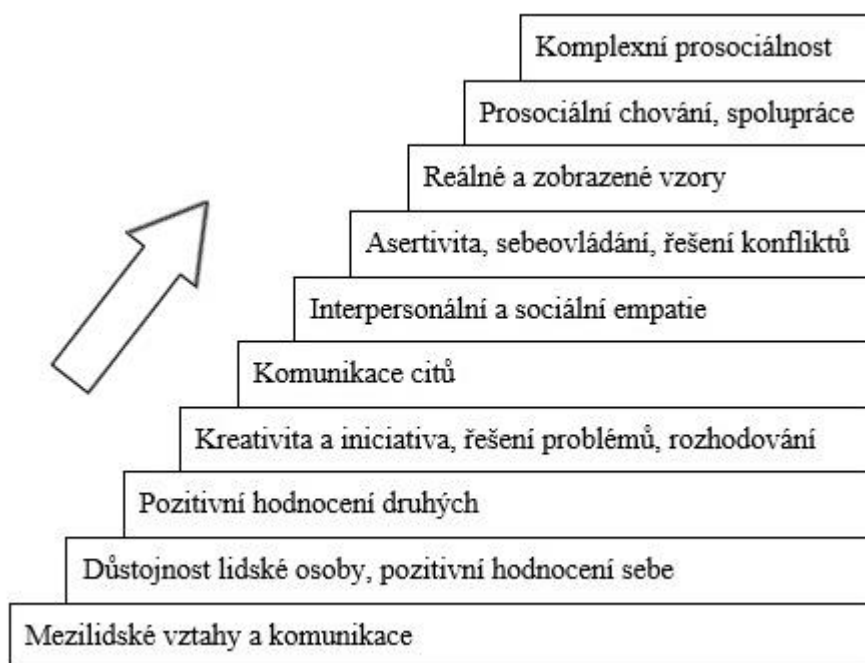 Komplexní prosociálnost
Prosociální chování, spolupráce
Reálné a zobrazené vzory
Asertivita, sebeovládání, řešení konfliktů
Interpersonální a sociální empatie
Komunikace citů
Kreativita a iniciativa, řešení problémů, rozhodování
Pozitivní hodnocení druhých
Důstojnost lidské osoby, pozitivní hodnocení sebe
Mezilidské vztahy a komunikace